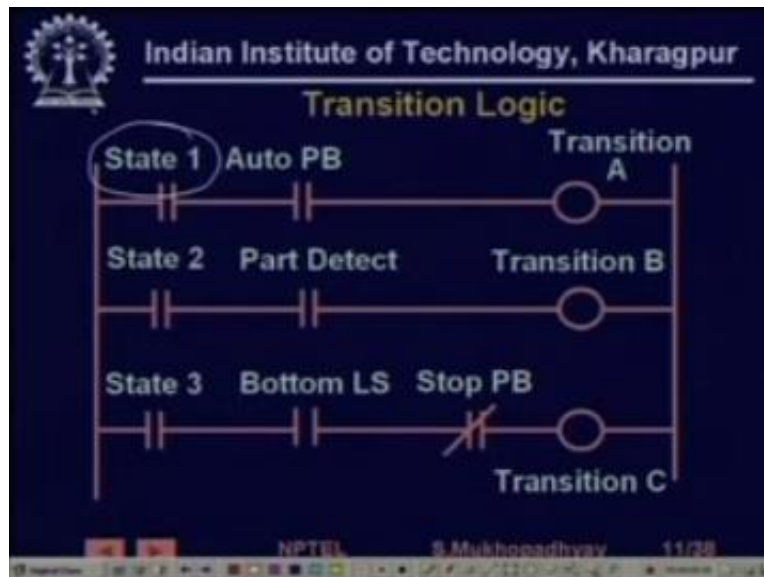 Indian Institute of Technology, Kharagpur
Transition Logic
State 1 Auto PB Transition A
State 2 Part Detect Transition B
State 3 Bottom LS Stop PB
Transition C
NPTEL S.Mukhopadhyay 11/38